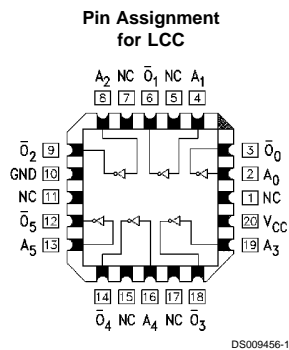 Pin Assignment
for LCC
A₂ NC Ō₁ NC A₁
8 7 6 5 4
Ō₂ 9
GND 10
NC 11
Ō₅ 12
A₅ 13
3 Ō₀
2 A₀
1 NC
20 V_CC
19 A₃
14 15 16 17 18
Ō₄ NC A₄ NC Ō₃
DS009456-1